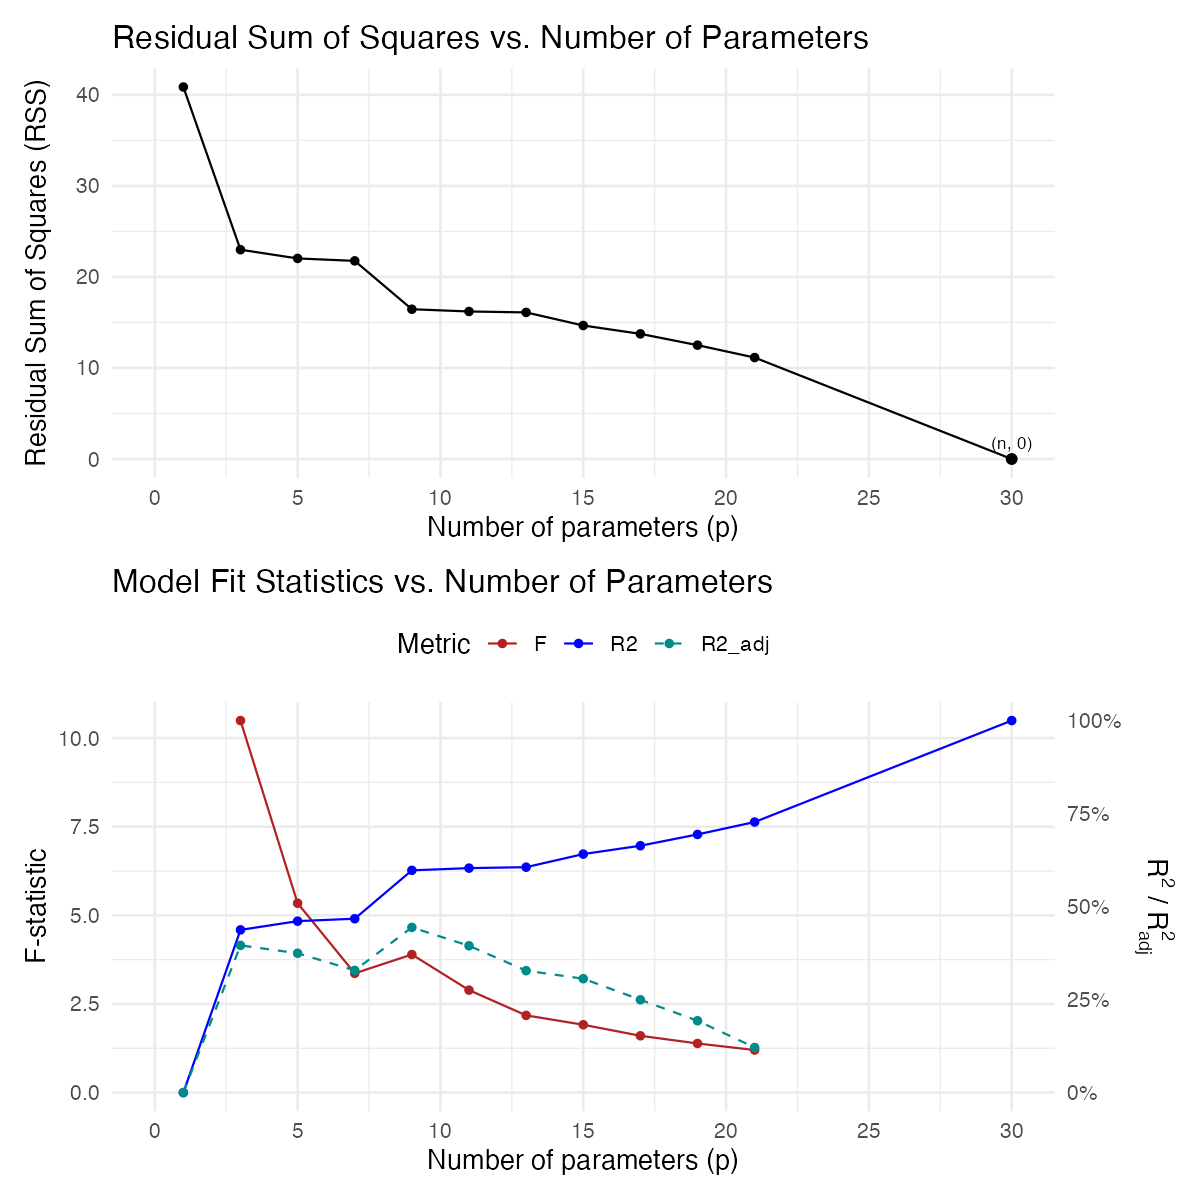 Residual Sum of Squares vs. Number of Parameters
Residual Sum of Squares (RSS)
40
30
20
10
0
(n, 0)
0 5 10 15 20 25 30
Number of parameters (p)
Model Fit Statistics vs. Number of Parameters
Metric F R2 R2_adj
F-statistic
10.0
7.5
5.0
2.5
0.0
100%
75%
50%
25%
0%
R² / R²adj
0 5 10 15 20 25 30
Number of parameters (p)